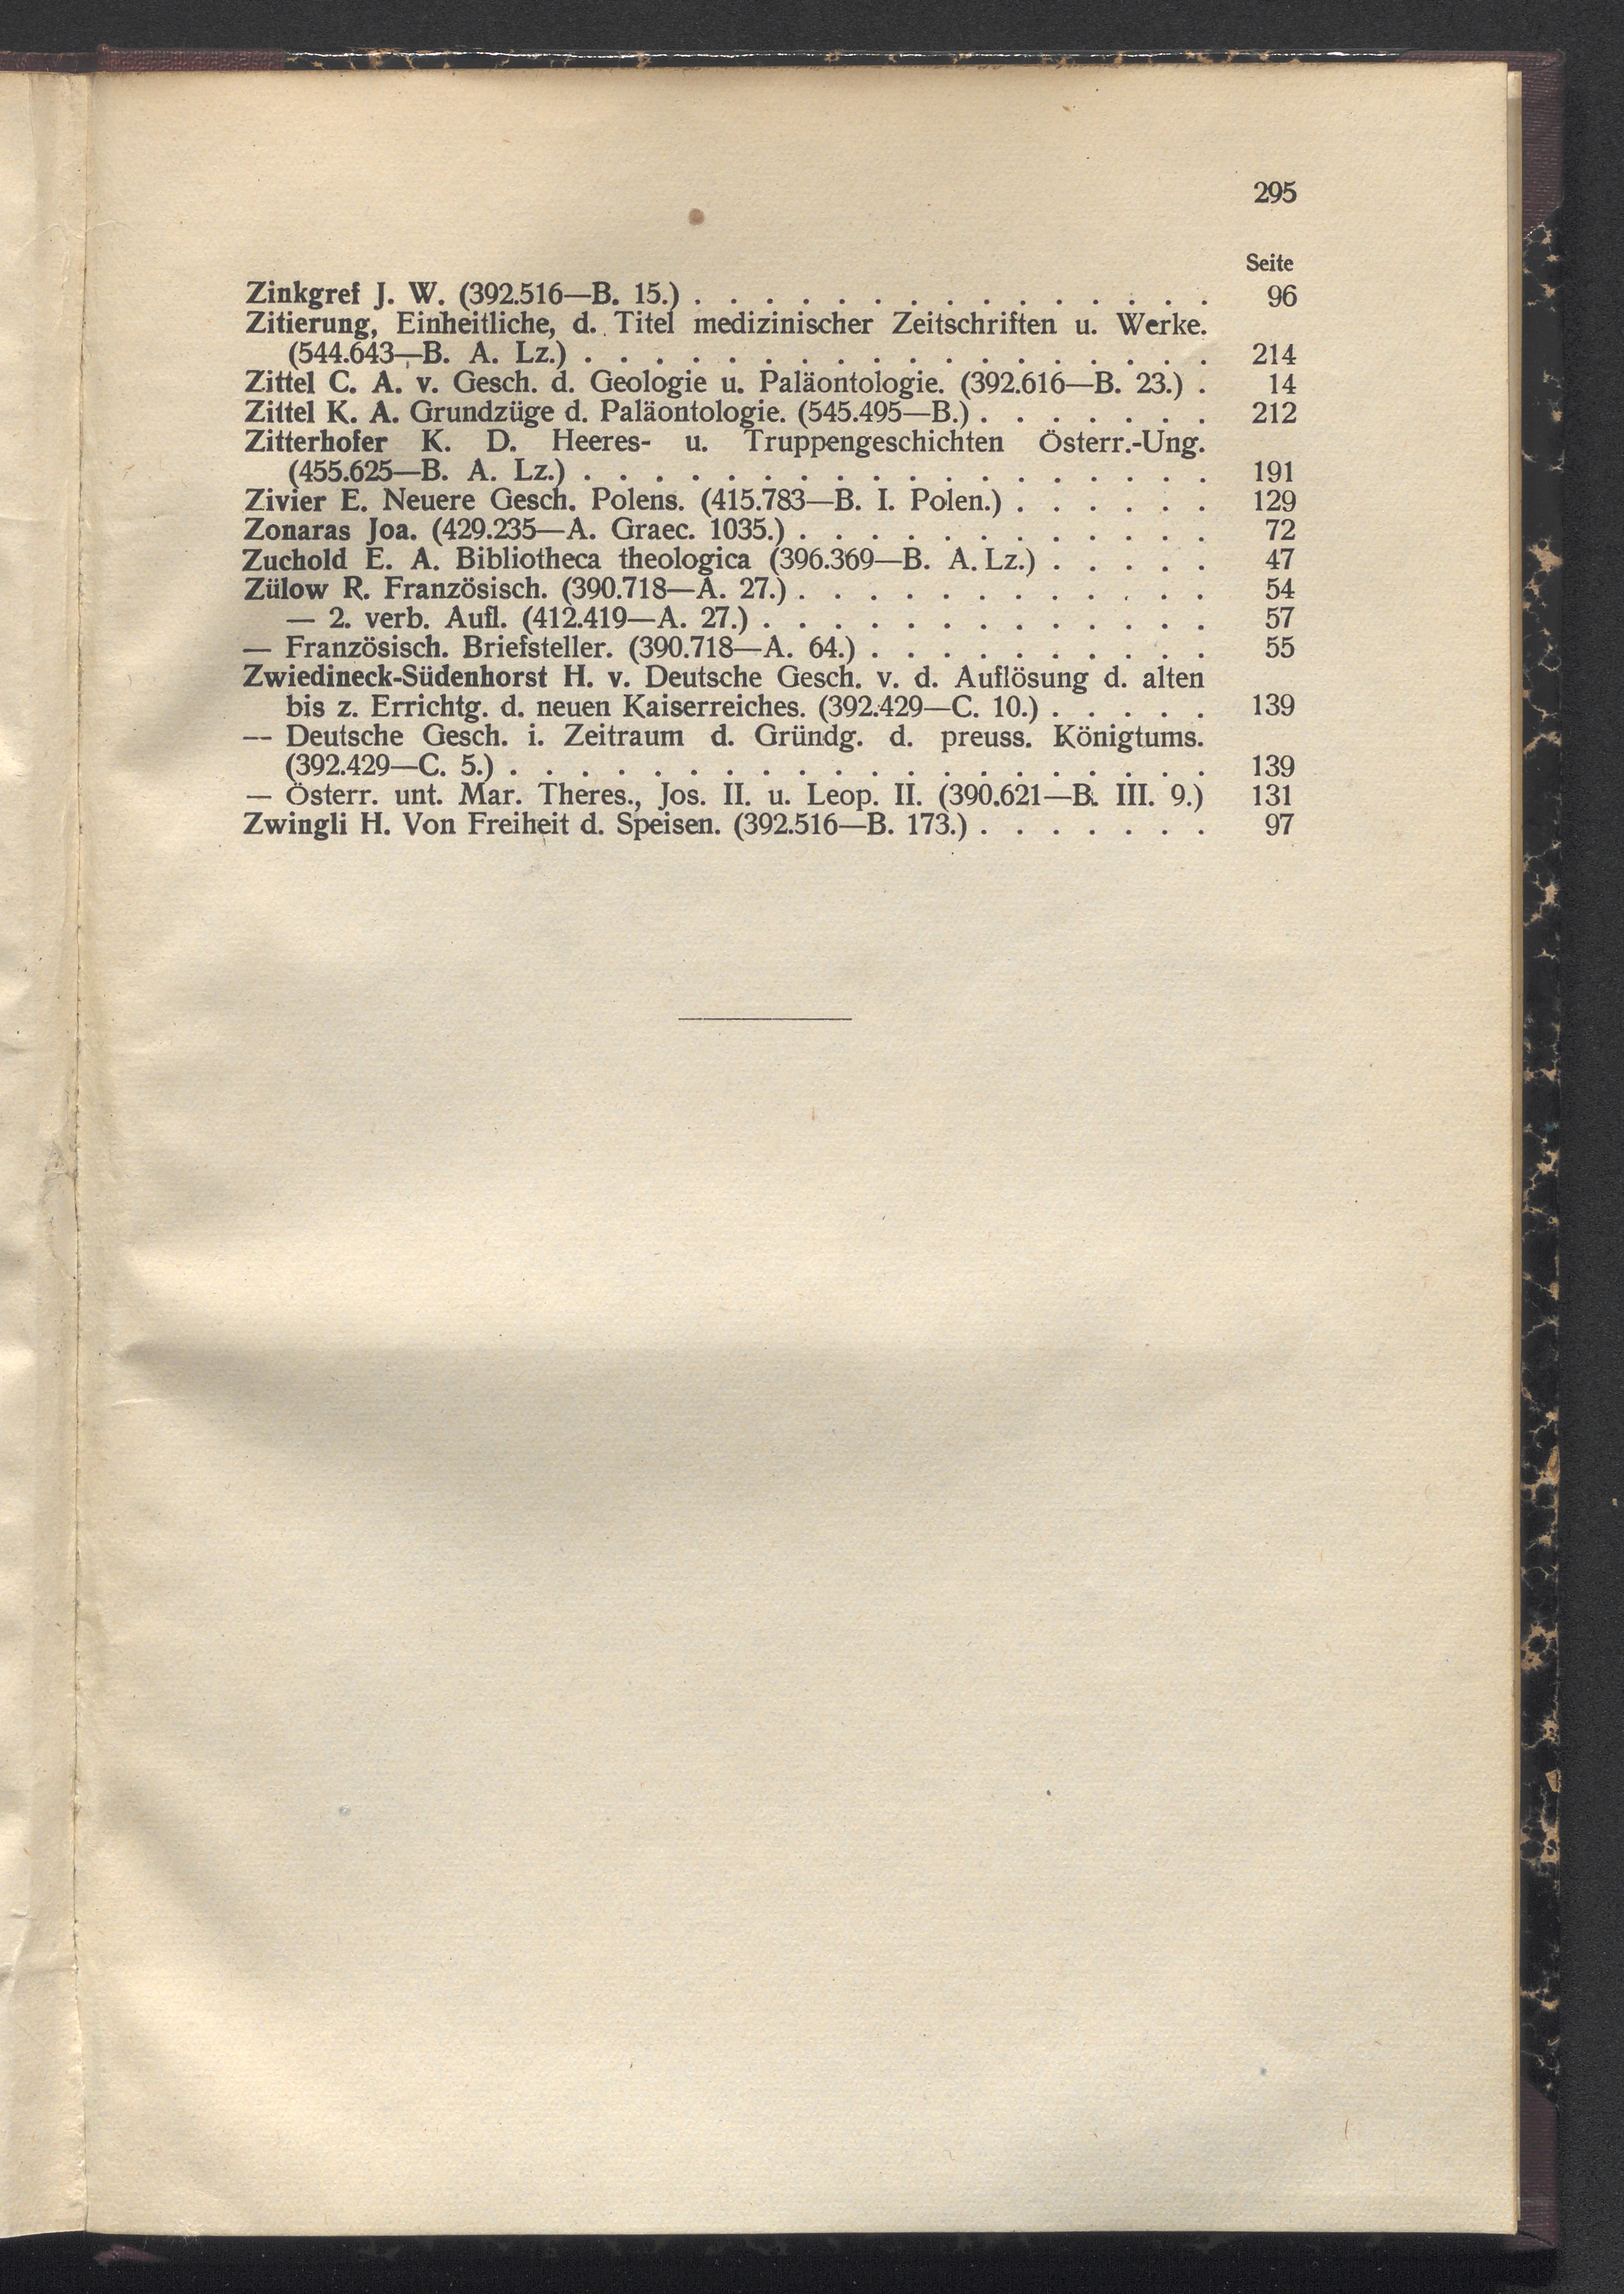 295
Seite
Zinkgref J. W. (392.516—B. 15.) . . . . . . . . . . . . . . . 96
Zitierung, Einheitliche, d. Titel medizinischer Zeitschriften u. Werke.
(544.643—B. A. Lz.) . . . . . . . . . . . . . . . . . . 214
Zittel C. A. v. Gesch. d. Geologie u. Paläontologie. (392.616—B. 23.) . 14
Zittel K. A. Grundzüge d. Paläontologie. (545.495—B.) . . . . . . . 212
Zitterhofer K. D. Heeres- u. Truppengeschichten Österr.-Ung.
(455.625—B. A. Lz.) . . . . . . . . . . . . . . . . . . 191
Zivier E. Neuere Gesch. Polens. (415.783—B. I. Polen.) . . . . . . 129
Zonaras Joa. (429.235—A. Graec. 1035.) . . . . . . . . . . . . 72
Zuchold E. A. Bibliotheca theologica (396.369—B. A. Lz.) . . . . . 47
Zülow R. Französisch. (390.718—A. 27.) . . . . . . . . . . . . 54
— 2. verb. Aufl. (412.419—A. 27.) . . . . . . . . . . . . . 57
— Französisch. Briefsteller. (390.718—A. 64.) . . . . . . . . . . 55
Zwiedineck-Südenhorst H. v. Deutsche Gesch. v. d. Auflösung d. alten
bis z. Errichtg. d. neuen Kaiserreiches. (392.429—C. 10.) . . . . . 139
— Deutsche Gesch. i. Zeitraum d. Gründg. d. preuss. Königtums.
(392.429—C. 5.) . . . . . . . . . . . . . . . . . . . . 139
— Österr. unt. Mar. Theres., Jos. II. u. Leop. II. (390.621—B. III. 9.) 131
Zwingli H. Von Freiheit d. Speisen. (392.516—B. 173.) . . . . . . . 97